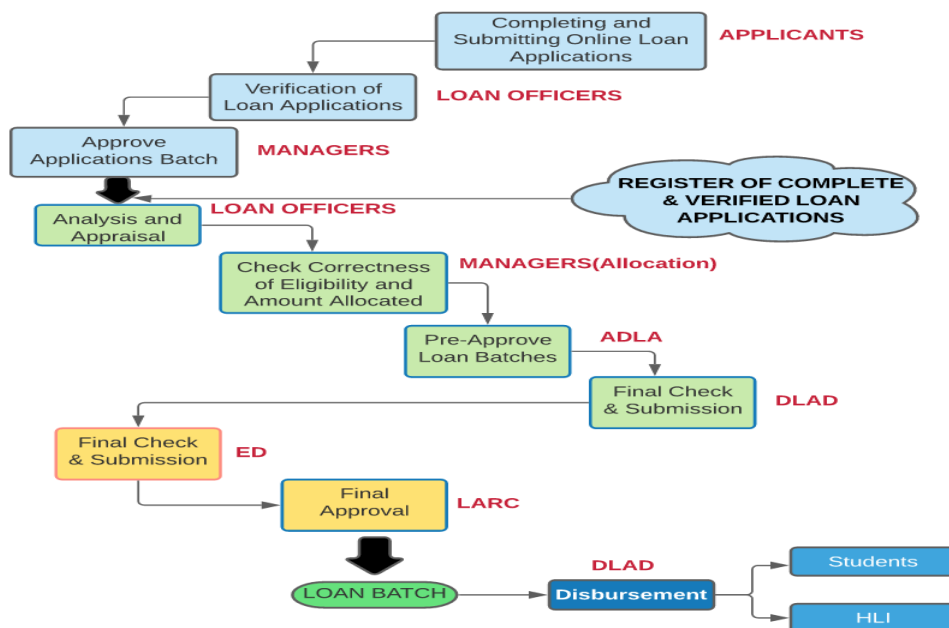 Completing and
Submitting Online Loan
Applications
APPLICANTS
Verification of
Loan Applications
LOAN OFFICERS
Approve
Applications Batch
MANAGERS
REGISTER OF COMPLETE
& VERIFIED LOAN
APPLICATIONS
Analysis and
Appraisal
LOAN OFFICERS
Check Correctness
of Eligibility and
Amount Allocated
MANAGERS(Allocation)
Pre-Approve
Loan Batches
ADLA
Final Check
& Submission
DLAD
Final Check
& Submission
ED
Final
Approval
LARC
LOAN BATCH
DLAD
Disbursement
Students
HLI